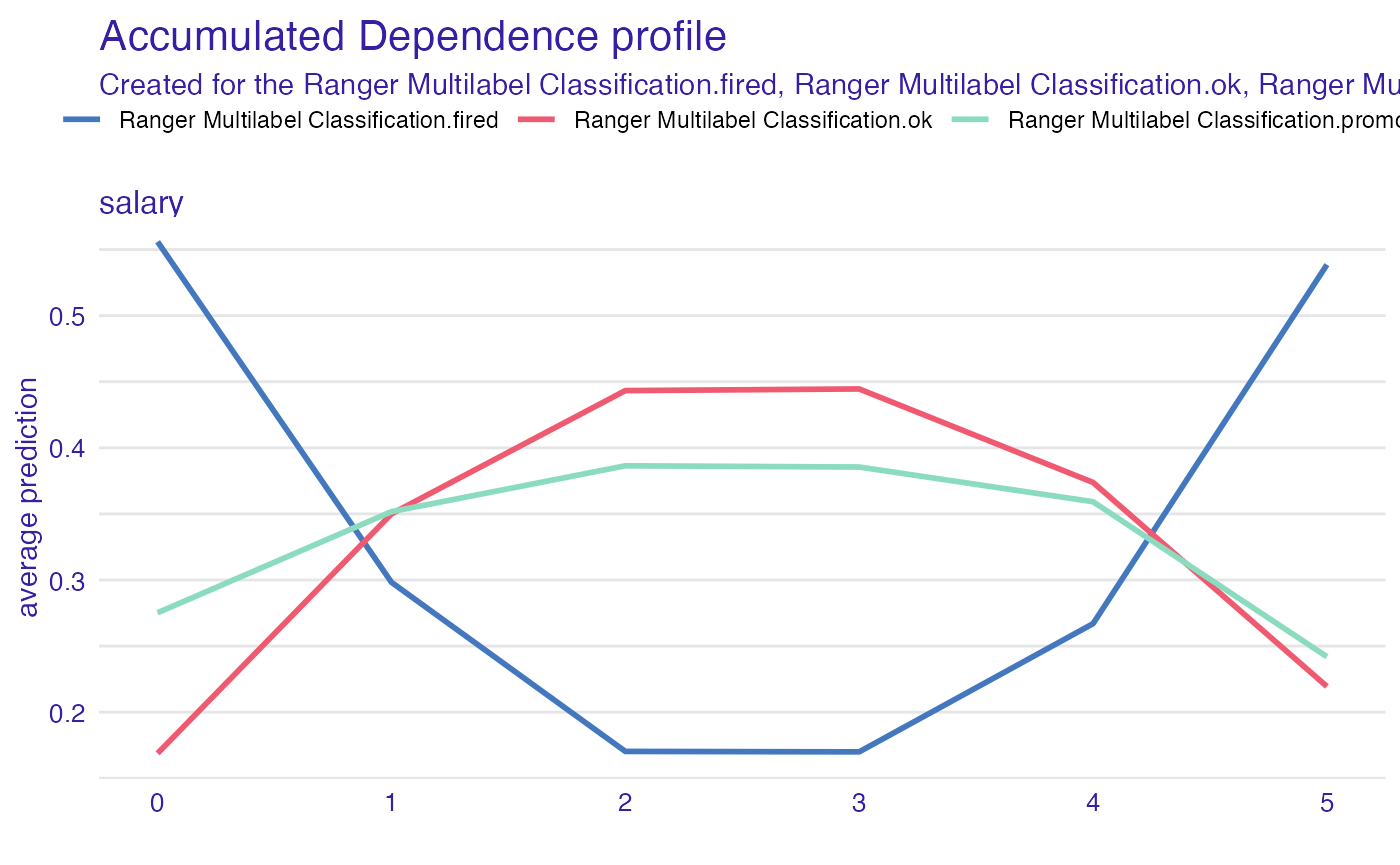 Accumulated Dependence profile
Created for the Ranger Multilabel Classification.fired, Ranger Multilabel Classification.ok, Ranger Mu
Ranger Multilabel Classification.fired Ranger Multilabel Classification.ok Ranger Multilabel Classification.promo
salary
average prediction
0.5
0.4
0.3
0.2
0 1 2 3 4 5